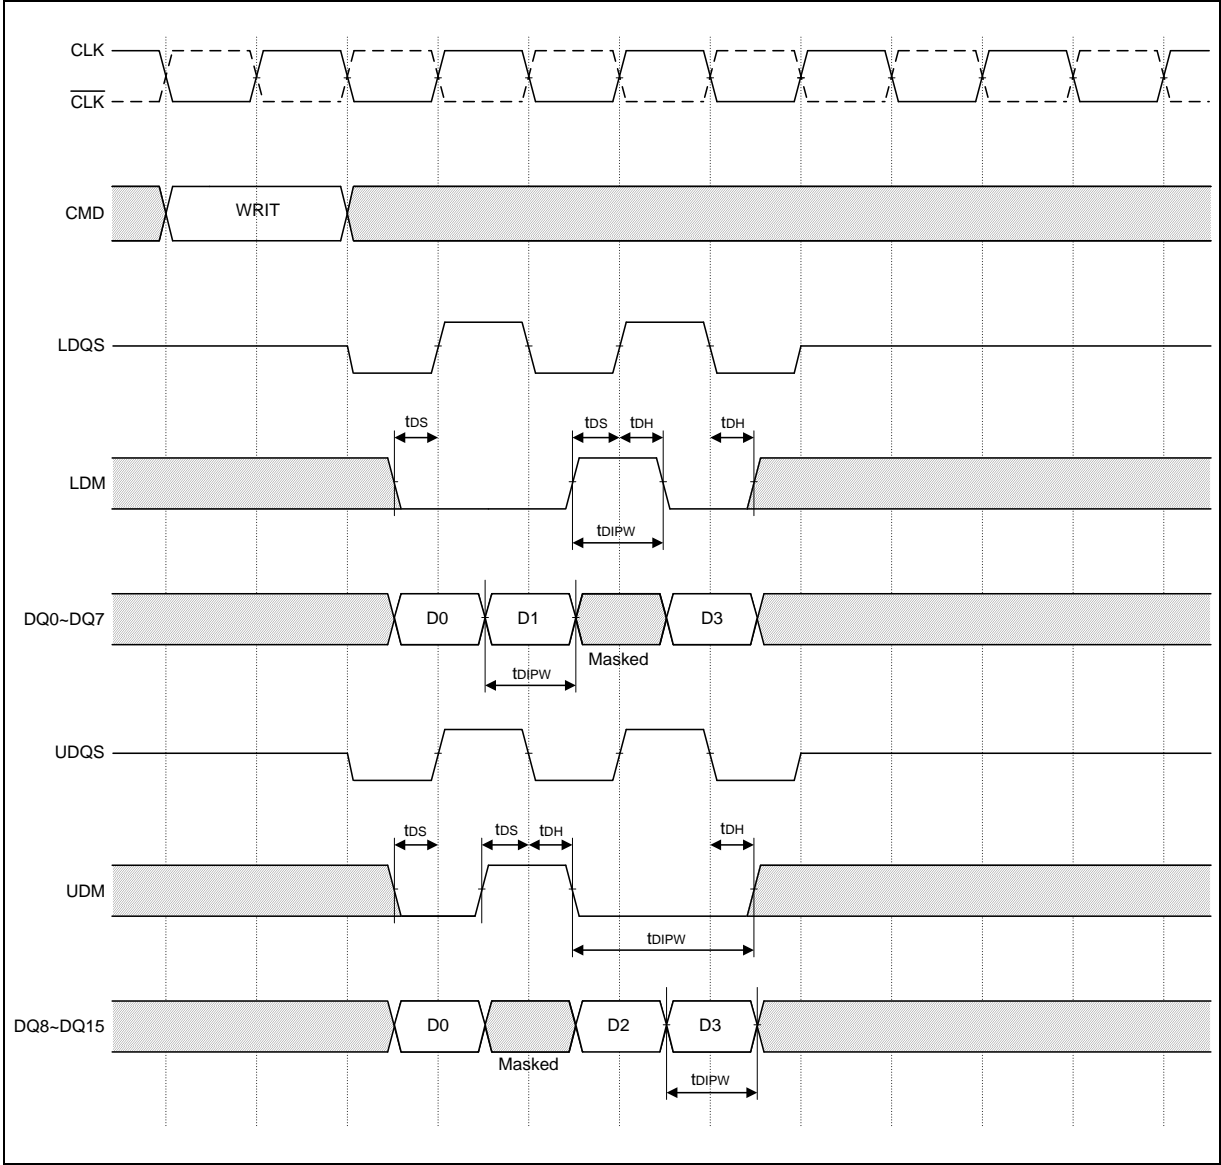 CLK
CLK
CMD
WRIT
LDQS
tDS
tDS
tDH
tDH
LDM
tDIPW
DQ0~DQ7
D0
D1
D3
Masked
tDIPW
UDQS
tDS
tDS
tDH
tDH
UDM
tDIPW
DQ8~DQ15
D0
D2
D3
Masked
tDIPW